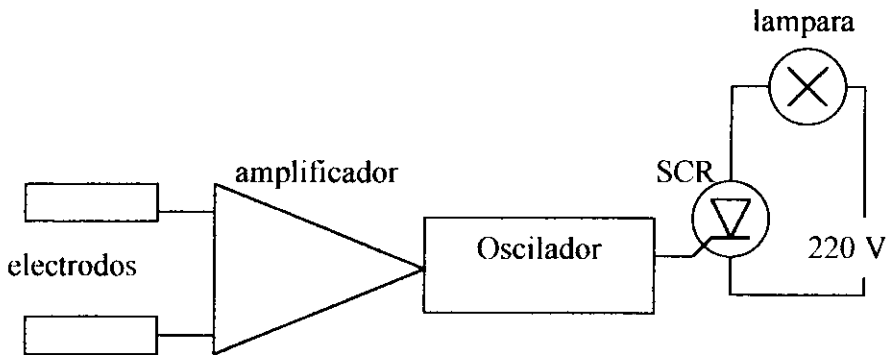 lampara
amplificador
SCR
electrodos
Oscilador
220 V